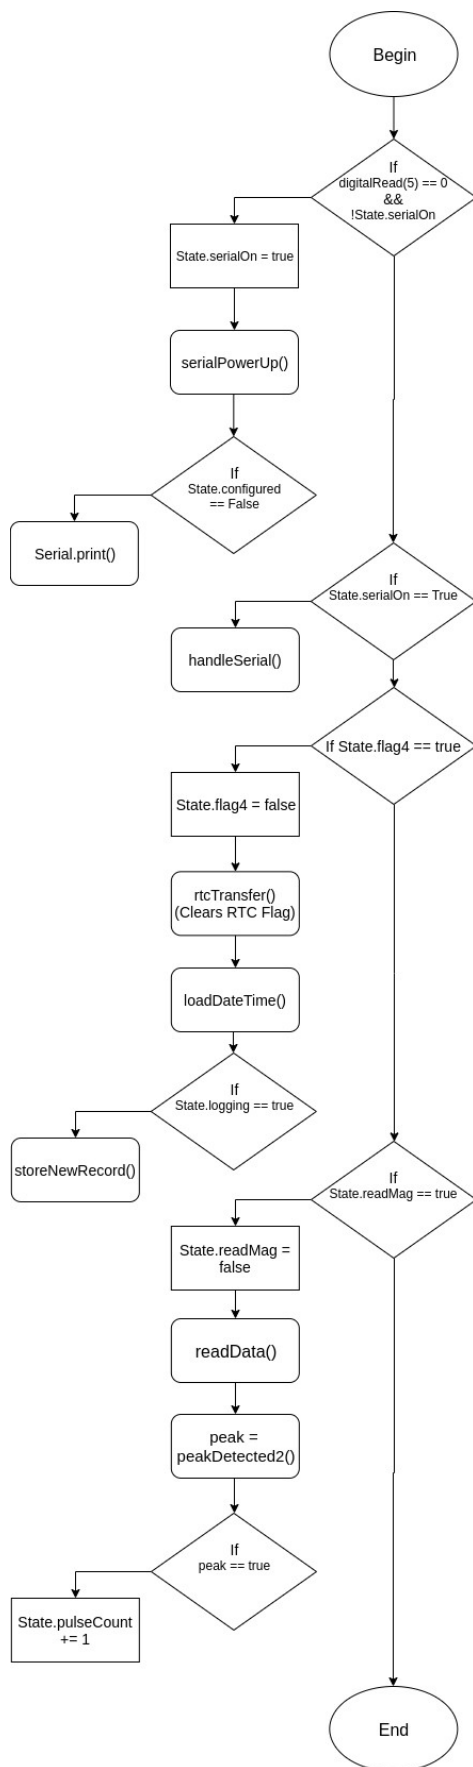 Begin
If
digitalRead(5) == 0
&&
!State.serialOn
State.serialOn = true
serialPowerUp()
If
State.configured
== False
Serial.print()
If
State.serialOn == True
handleSerial()
If State.flag4 == true
State.flag4 = false
rtcTransfer()
(Clears RTC Flag)
loadDateTime()
If
State.logging == true
storeNewRecord()
If
State.readMag == true
State.readMag =
false
readData()
peak =
peakDetected2()
If
peak == true
State.pulseCount
+= 1
End